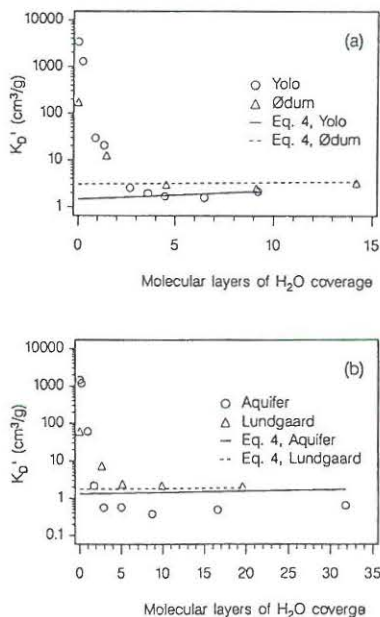 (a)
10000
1000
100
10
1
K_D' (cm³/g)
Yolo
Ødum
Eq. 4, Yolo
Eq. 4, Ødum
0 5 10 15
Molecular layers of H₂O coverage
(b)
10000
1000
100
10
1
0.1
K_D' (cm³/g)
Aquifer
Lundgaard
Eq. 4, Aquifer
Eq. 4, Lundgaard
0 5 10 15 20 25 30 35
Molecular layers of H₂O coverge